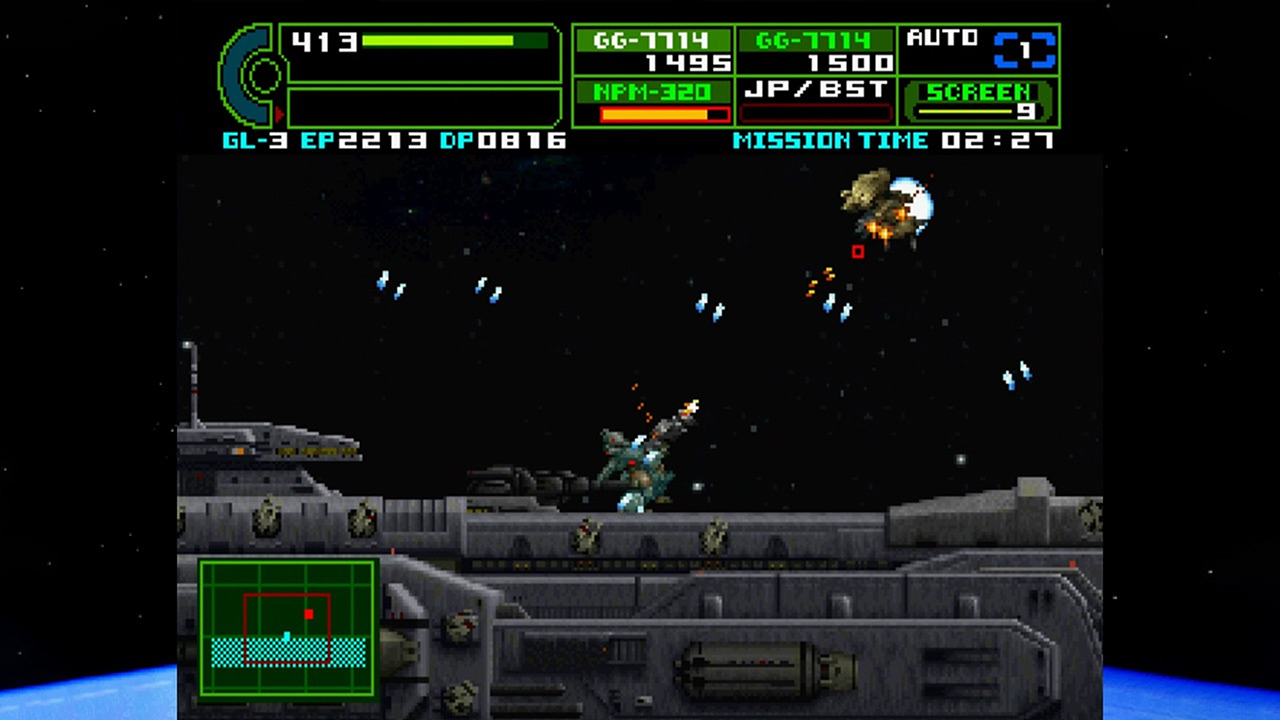 413
GG-7714 GG-7714 AUTO 1
1495 1500
NPM-320 JP/BST SCREEN
9
GL-3 EP2213 DP0816 MISSION TIME 02:27